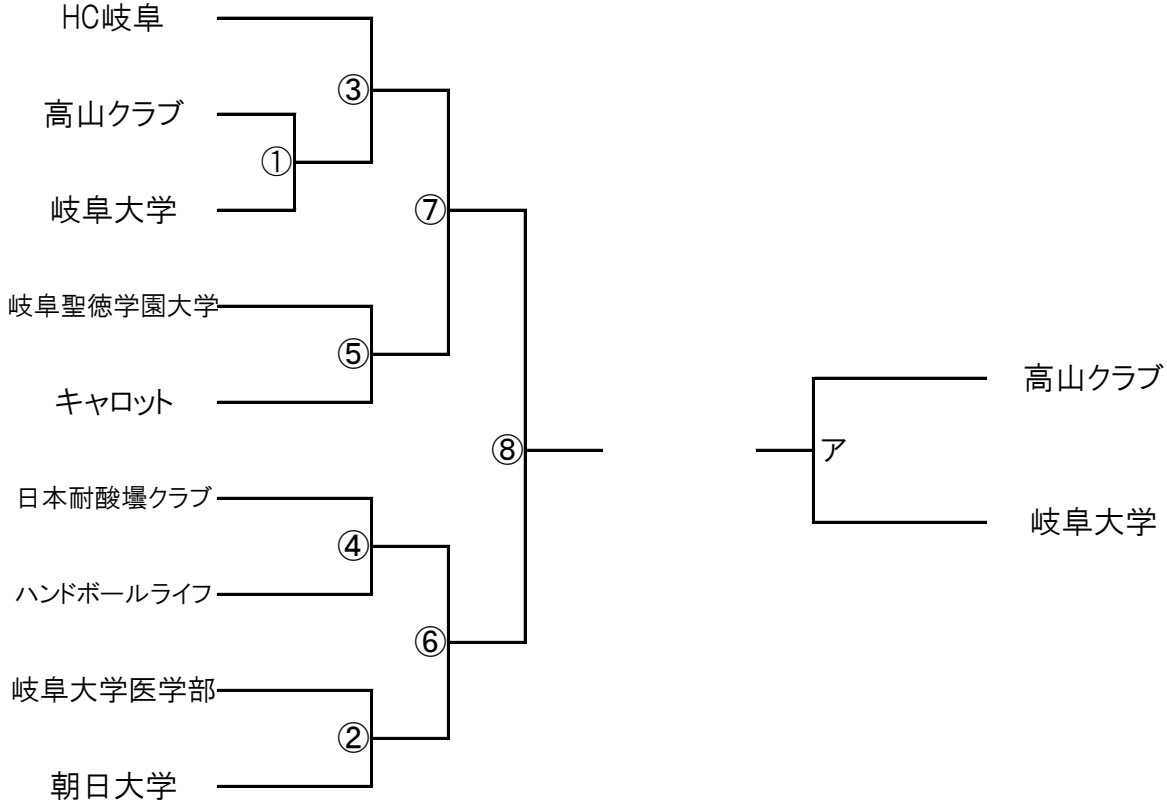 HC岐阜
③
高山クラブ
①
岐阜大学
⑦
岐阜聖徳学園大学
⑤
キャロット
⑧
日本耐酸壜クラブ
④
ハンドボールライフ
⑥
岐阜大学医学部
②
朝日大学
高山クラブ
ア
岐阜大学